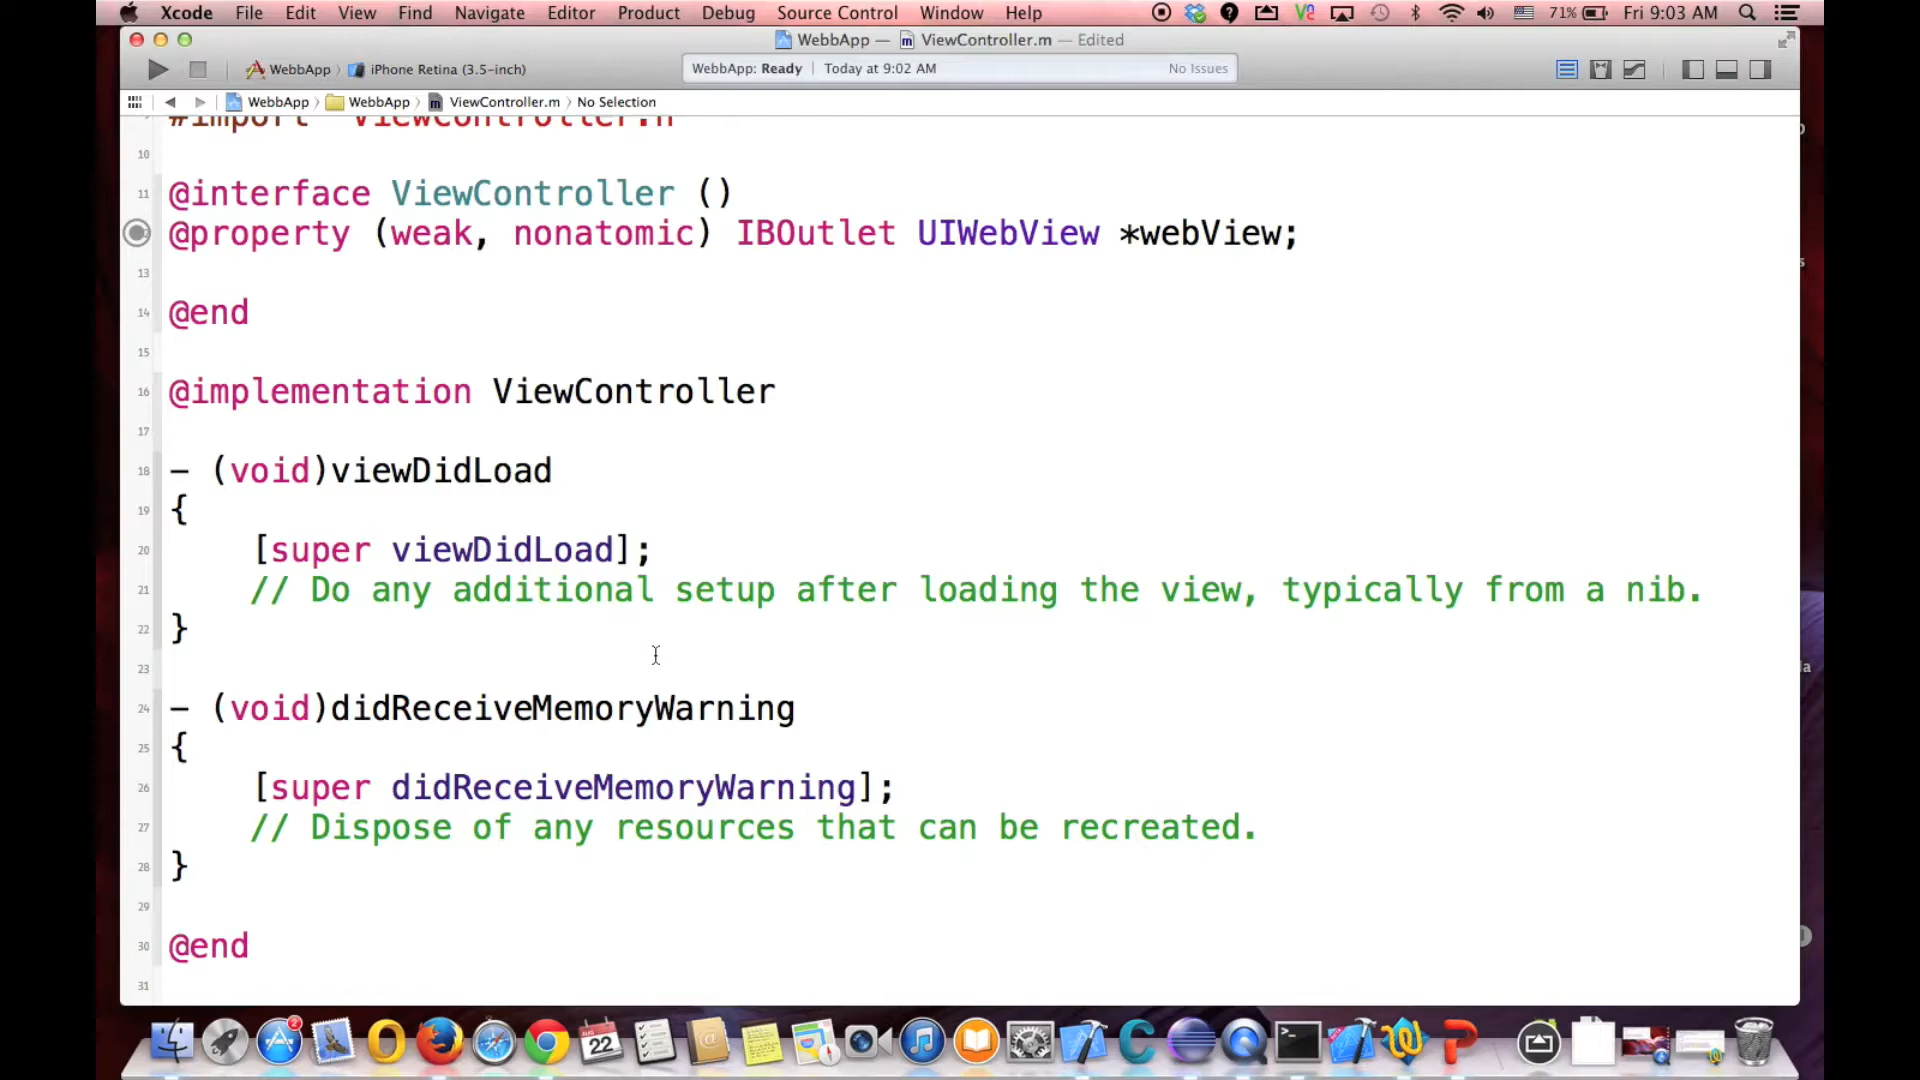 Xcode File Edit View Find Navigate Editor Product Debug Source Control Window Help 71% Fri 9:03 AM
WebbApp — ViewController.m — Edited
WebbApp iPhone Retina (3.5-inch) WebbApp: Ready Today at 9:02 AM No Issues
WebbApp WebbApp ViewController.m No Selection
#import "ViewController.h"
10
11 @interface ViewController ()
@property (weak, nonatomic) IBOutlet UIWebView *webView;
13
14 @end
15
16 @implementation ViewController
17
18 - (void)viewDidLoad
19 {
20 [super viewDidLoad];
21 // Do any additional setup after loading the view, typically from a nib.
22 }
23
24 - (void)didReceiveMemoryWarning
25 {
26 [super didReceiveMemoryWarning];
27 // Dispose of any resources that can be recreated.
28 }
29
30 @end
31
2
AUG
22